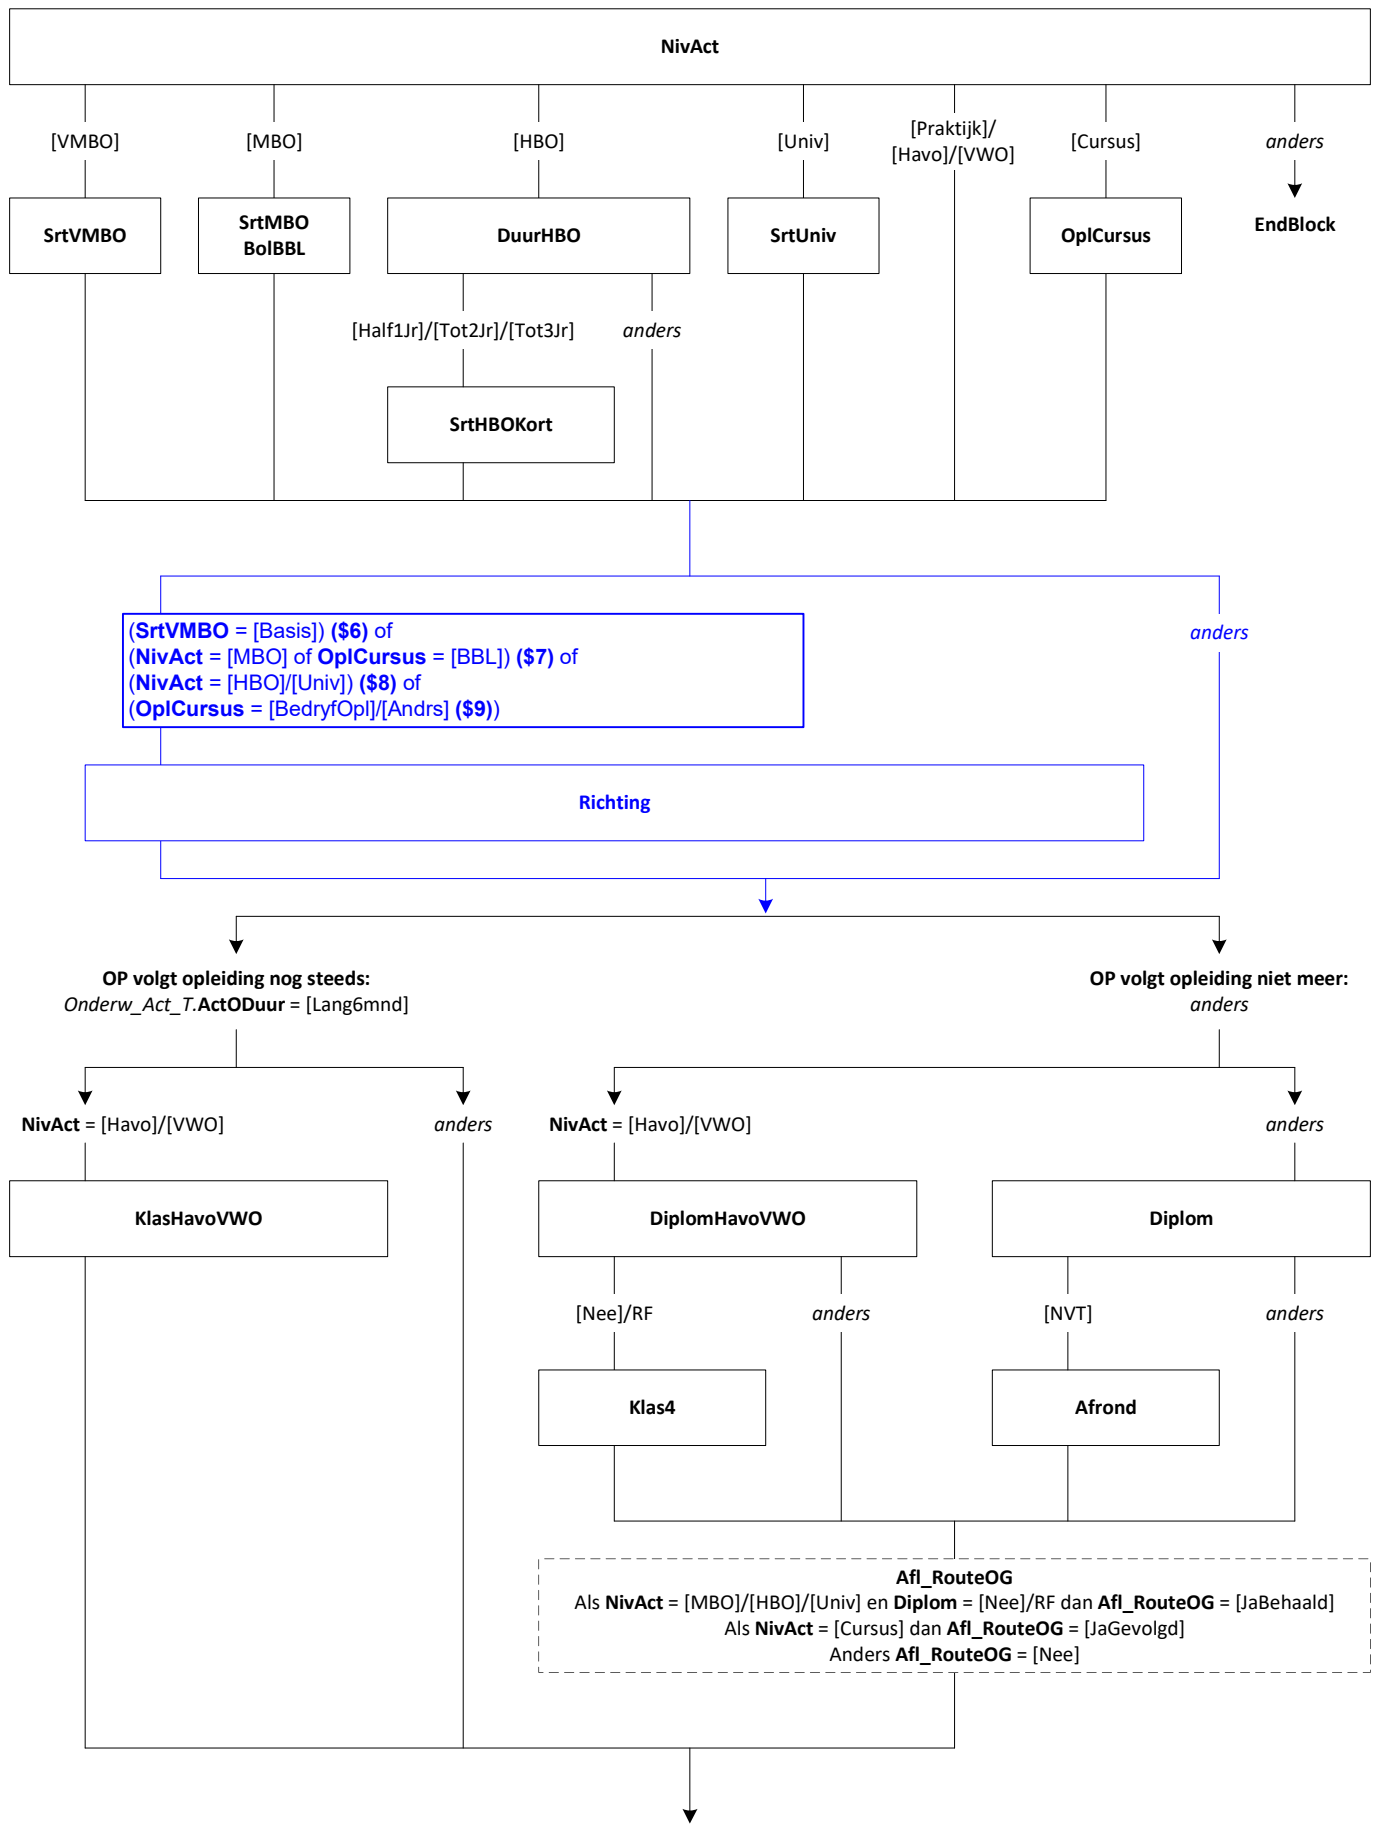 NivAct
[VMBO]
[MBO]
[HBO]
[Univ]
[Praktijk]/
[Havo]/[VWO]
[Cursus]
anders
SrtVMBO
SrtMBO
BolBBL
DuurHBO
SrtUniv
OplCursus
EndBlock
[Half1Jr]/[Tot2Jr]/[Tot3Jr]
anders
SrtHBOKort
(SrtVMBO = [Basis]) ($6) of
(NivAct = [MBO] of OplCursus = [BBL]) ($7) of
(NivAct = [HBO]/[Univ]) ($8) of
(OplCursus = [BedryfOpl]/[Andrs] ($9))
anders
Richting
OP volgt opleiding nog steeds:
Onderw_Act_T.ActODuur = [Lang6mnd]
OP volgt opleiding niet meer:
anders
NivAct = [Havo]/[VWO]
anders
NivAct = [Havo]/[VWO]
anders
KlasHavoVWO
DiplomHavoVWO
Diplom
[Nee]/RF
anders
[NVT]
anders
Klas4
Afrond
Afl_RouteOG
Als NivAct = [MBO]/[HBO]/[Univ] en Diplom = [Nee]/RF dan Afl_RouteOG = [JaBehaald]
Als NivAct = [Cursus] dan Afl_RouteOG = [JaGevolgd]
Anders Afl_RouteOG = [Nee]